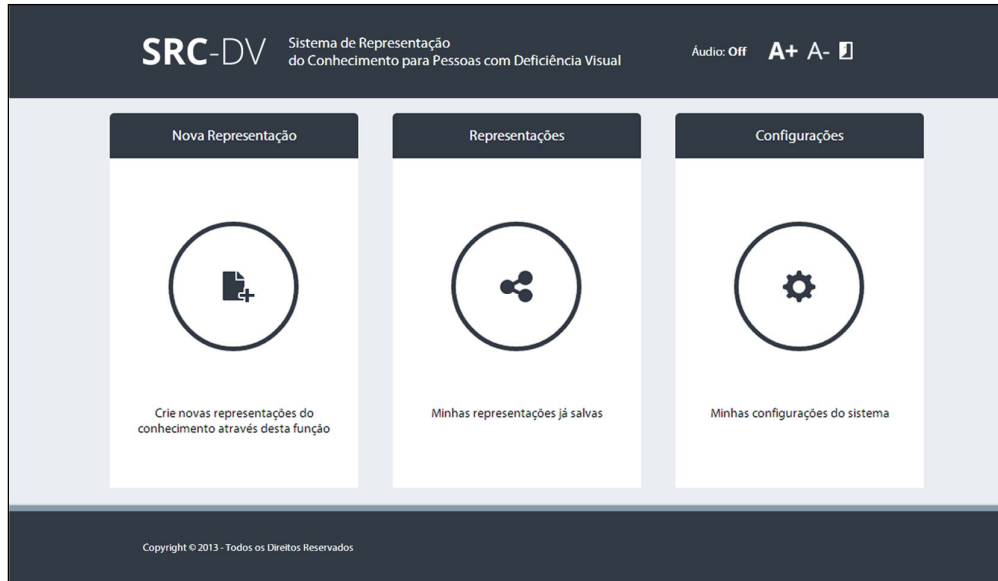 SRC-DV
Sistema de Representação
do Conhecimento para Pessoas com Deficiência Visual
Áudio: Off A+ A-
Nova Representação
Crie novas representações do
conhecimento através desta função
Representações
Minhas representações já salvas
Configurações
Minhas configurações do sistema
Copyright © 2013 - Todos os Direitos Reservados